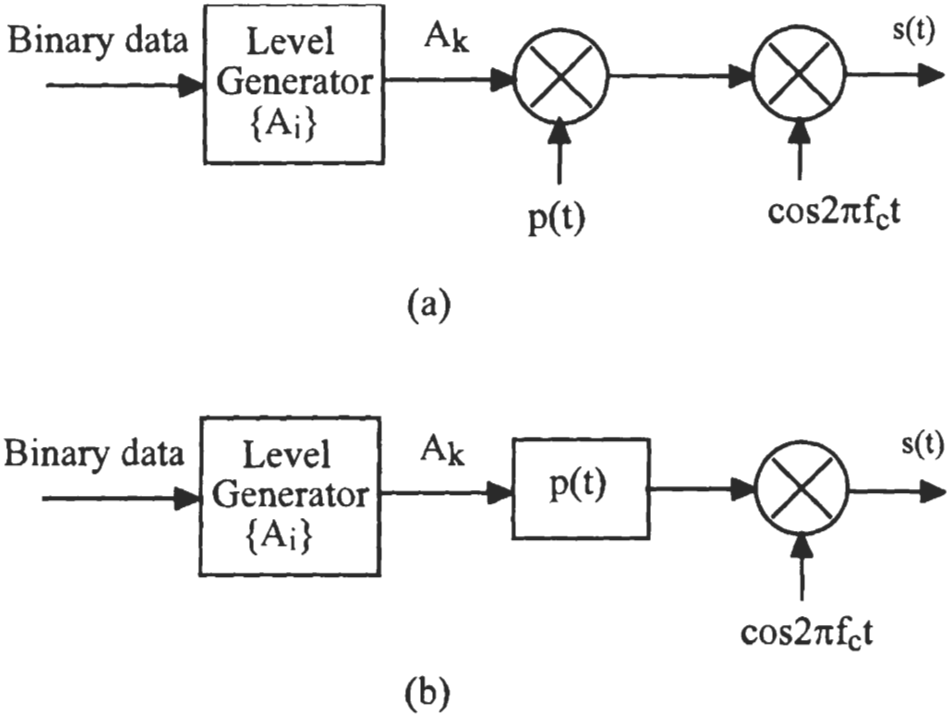 Binary data
Level
Generator
{Ai}
Ak
p(t)
cos2πfct
s(t)
(a)
Binary data
Level
Generator
{Ai}
Ak
p(t)
cos2πfct
s(t)
(b)